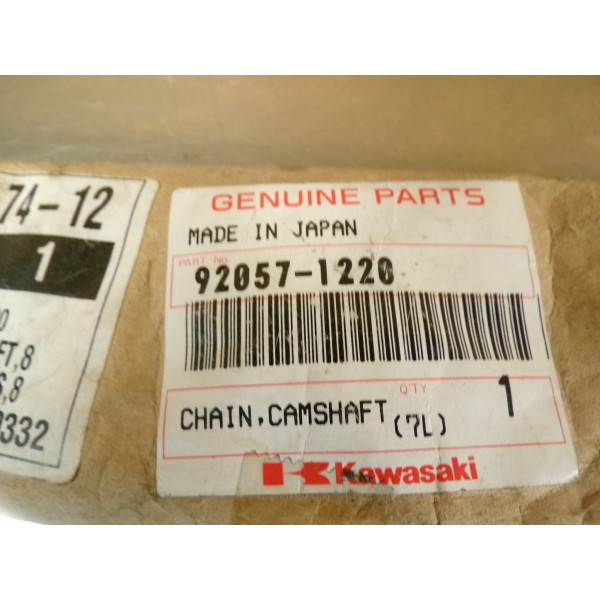 74-12
1
FT,8
,8
332
GENUINE PARTS
MADE IN JAPAN
PART No.
92057-1220
Q'TY
CHAIN,CAMSHAFT (7L) 1
Kawasaki